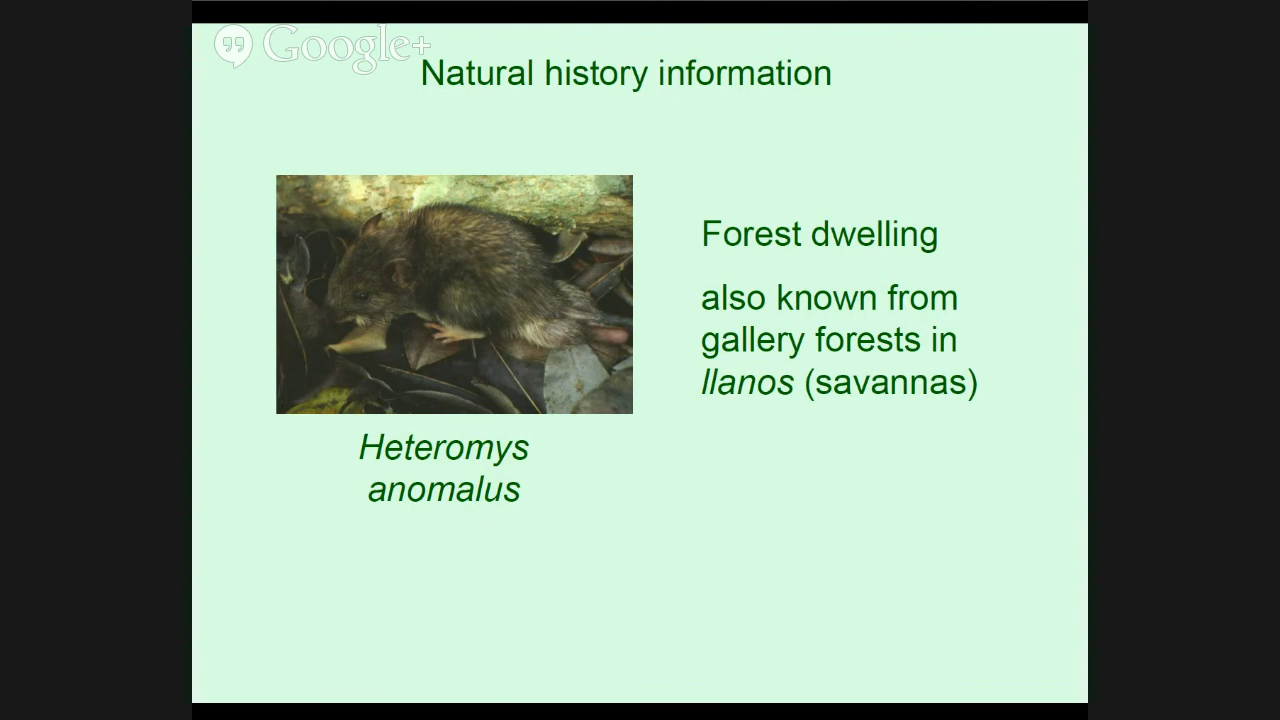 Google+
Natural history information
Forest dwelling
also known from
gallery forests in
llanos (savannas)
Heteromys
anomalus